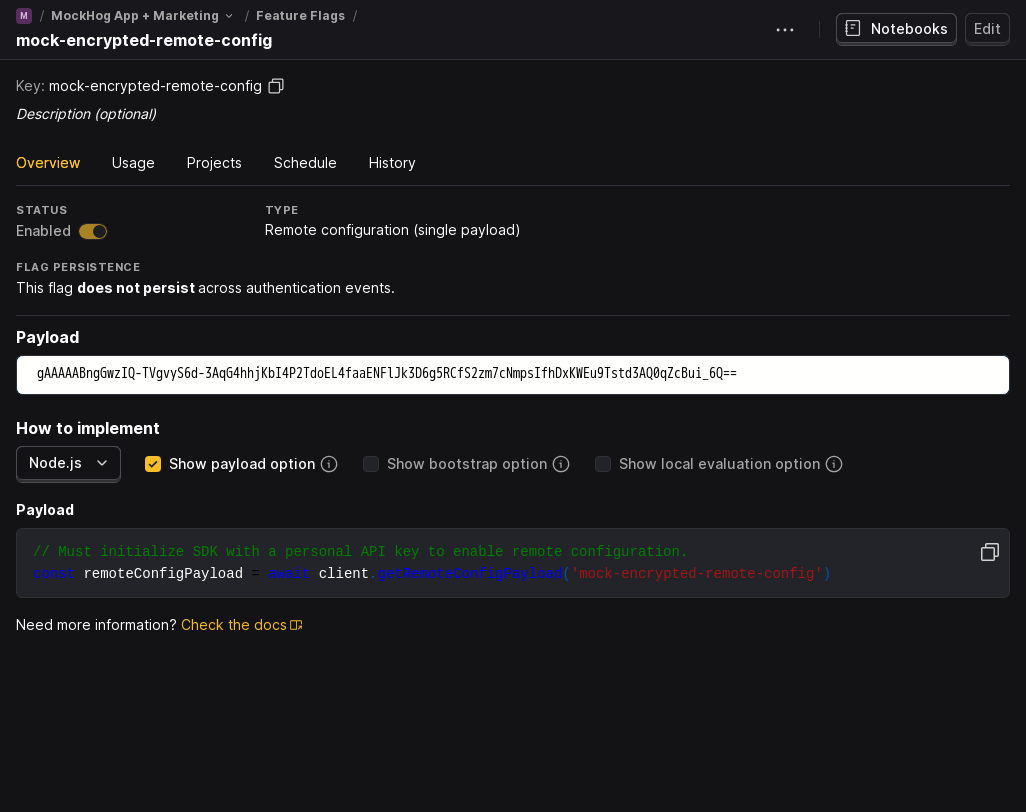 M / MockHog App + Marketing / Feature Flags /
mock-encrypted-remote-config
Notebooks
Edit
Key: mock-encrypted-remote-config
Description (optional)
Overview Usage Projects Schedule History
STATUS
Enabled
TYPE
Remote configuration (single payload)
FLAG PERSISTENCE
This flag does not persist across authentication events.
Payload
gAAAAABngGwzIQ-TVgvyS6d-3AqG4hhjKbI4P2TdoEL4faaENFlJk3D6g5RCfS2zm7cNmpsIfhDxKWEu9Tstd3AQ0qZcBui_6Q==
How to implement
Node.js Show payload option Show bootstrap option Show local evaluation option
Payload
// Must initialize SDK with a personal API key to enable remote configuration.
const remoteConfigPayload = await client.getRemoteConfigPayload('mock-encrypted-remote-config')
Need more information? Check the docs